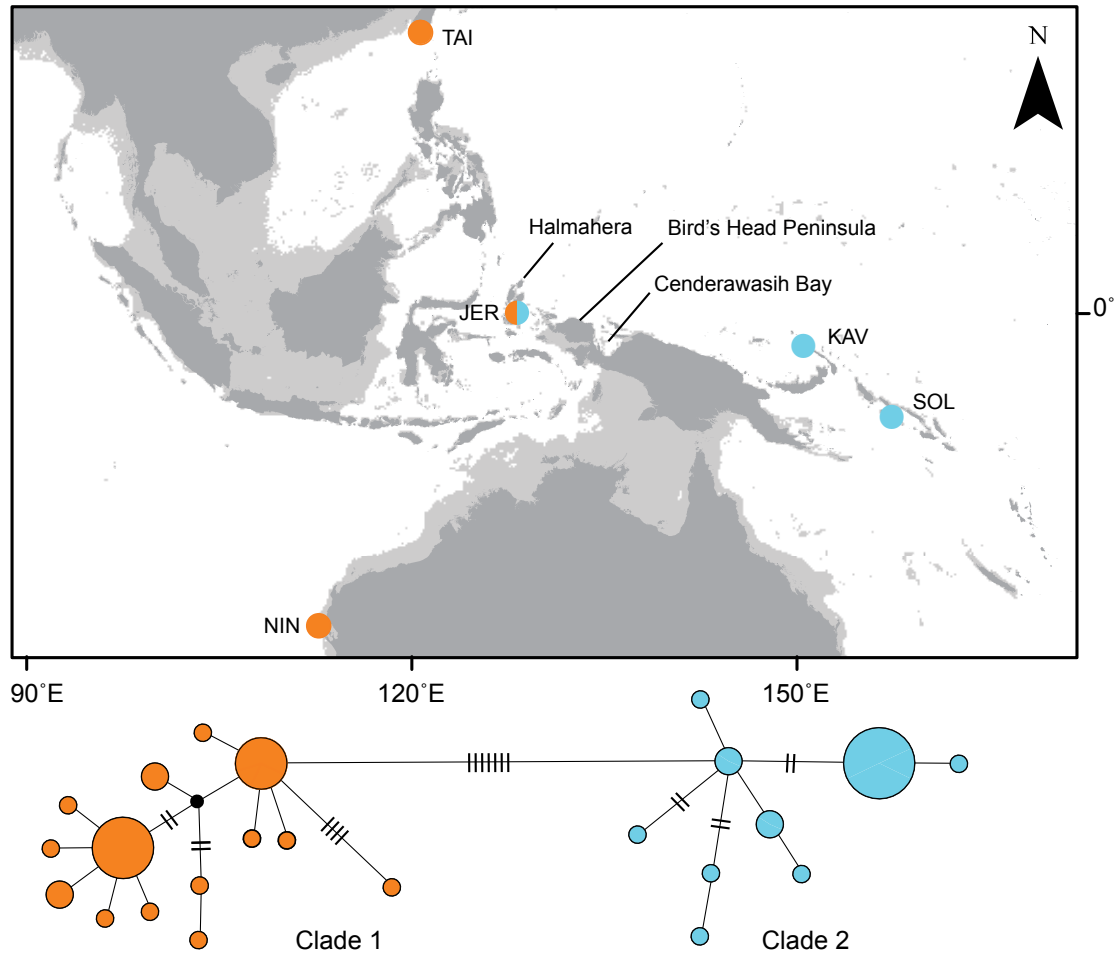 TAI
N
Halmahera
Bird's Head Peninsula
Cenderawasih Bay
JER
0˚
KAV
SOL
NIN
90˚E
120˚E
150˚E
Clade 1
Clade 2